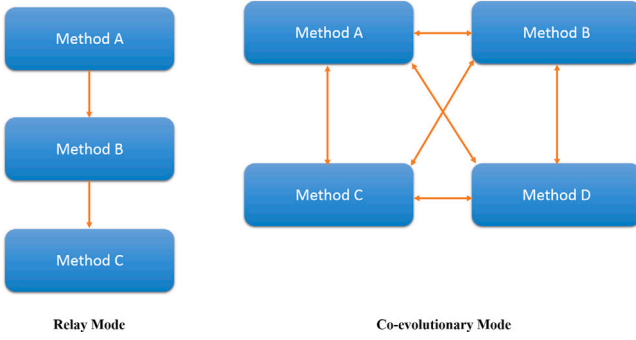 Method A
Method B
Method C
Relay Mode
Method A
Method B
Method C
Method D
Co-evolutionary Mode